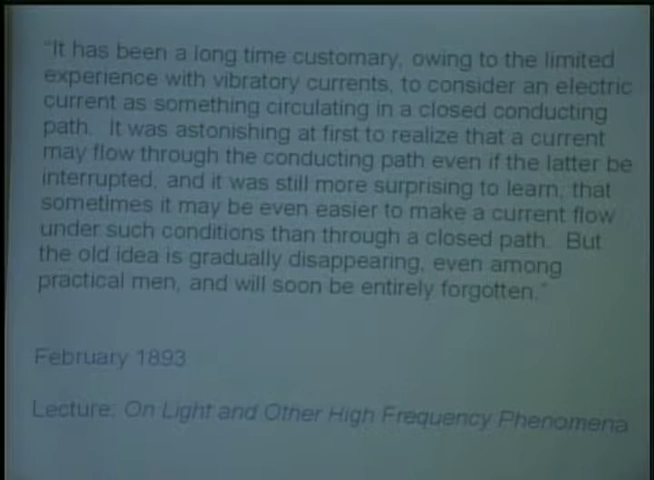 "It has been a long time customary, owing to the limited
experience with vibratory currents, to consider an electric
current as something circulating in a closed conducting
path. It was astonishing at first to realize that a current
may flow through the conducting path even if the latter be
interrupted, and it was still more surprising to learn, that
sometimes it may be even easier to make a current flow
under such conditions than through a closed path. But
the old idea is gradually disappearing, even among
practical men, and will soon be entirely forgotten."
February 1893
Lecture: On Light and Other High Frequency Phenomena